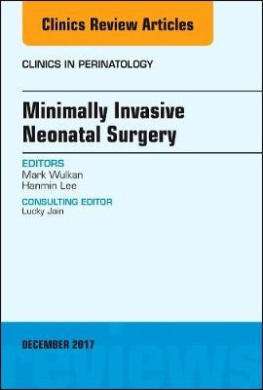 Clinics Review Articles
CLINICS IN PERINATOLOGY
Minimally Invasive
Neonatal Surgery
EDITORS
Mark Wulkan
Hanmin Lee
CONSULTING EDITOR
Lucky Jain
DECEMBER 2017
reviews